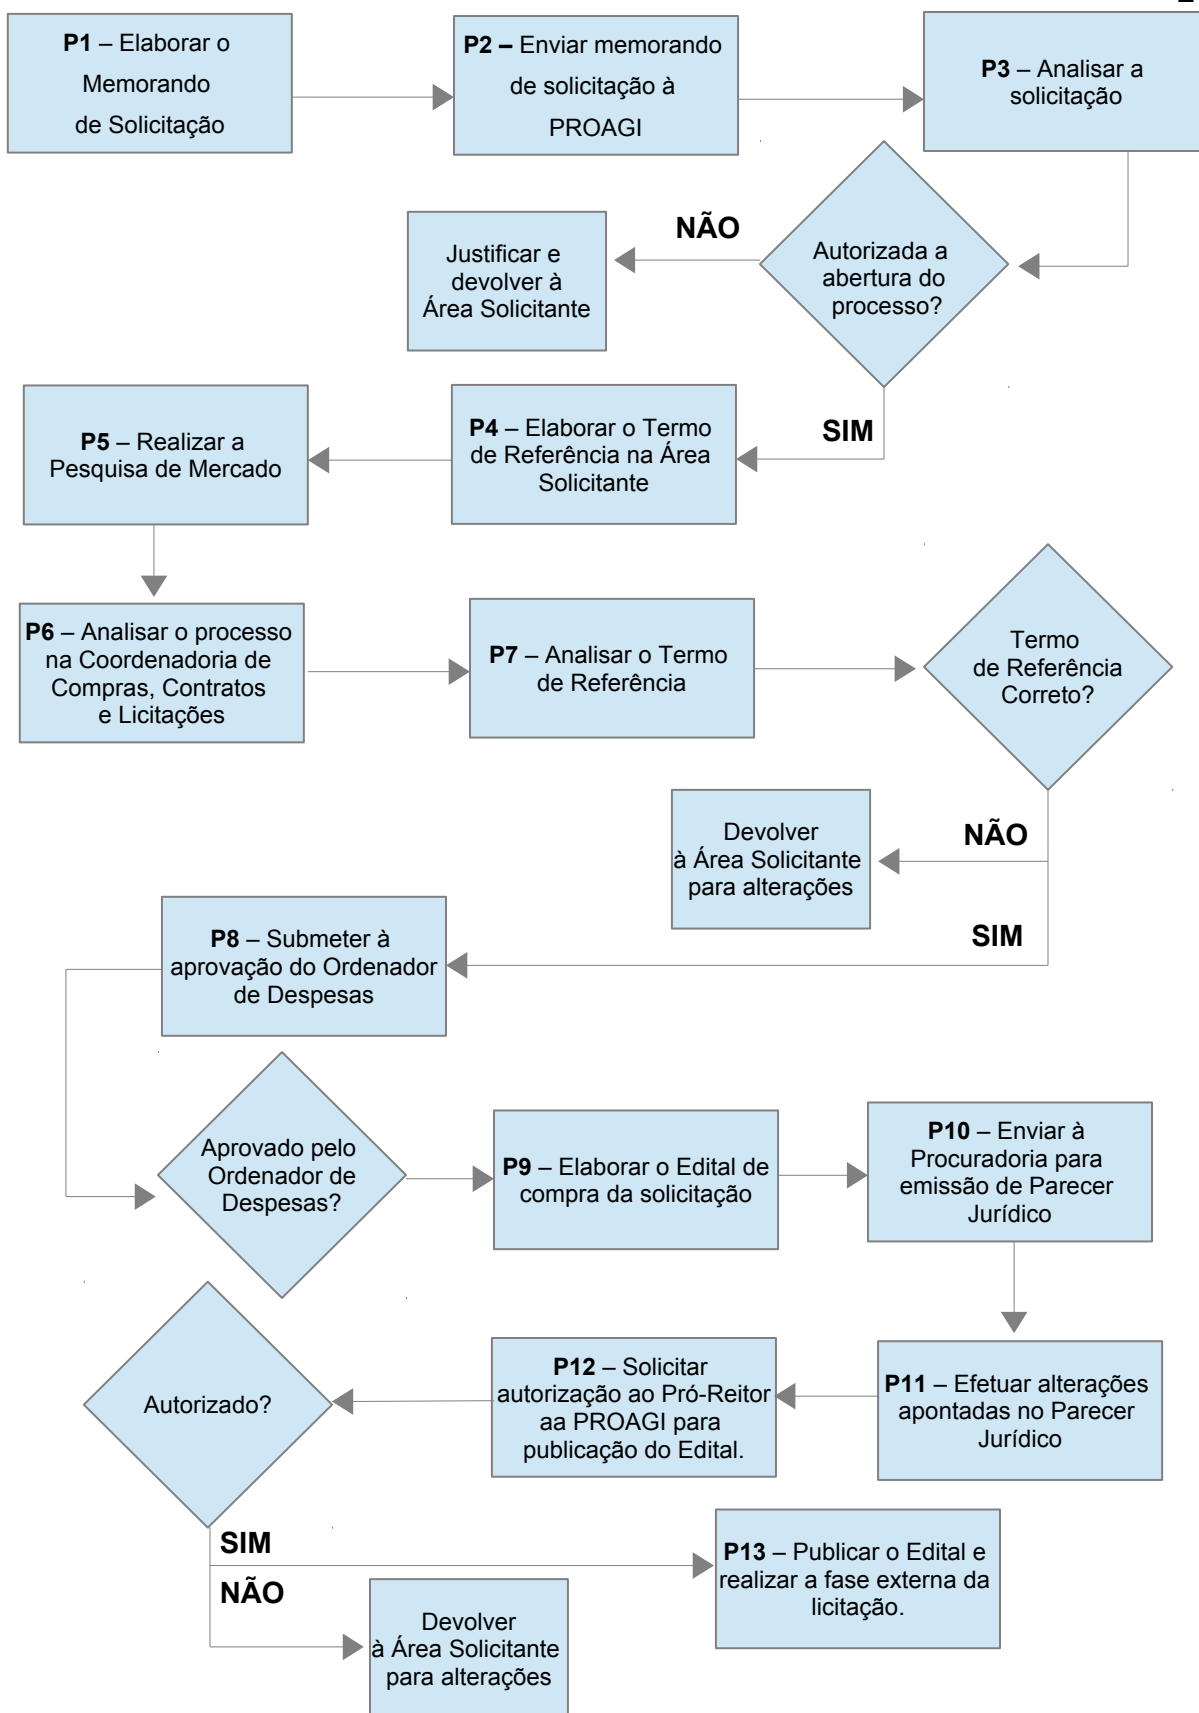 P1 – Elaborar o
Memorando
de Solicitação
P2 – Enviar memorando
de solicitação à
PROAGI
P3 – Analisar a
solicitação
NÃO
Justificar e
devolver à
Área Solicitante
Autorizada a
abertura do
processo?
SIM
P4 – Elaborar o Termo
de Referência na Área
Solicitante
P5 – Realizar a
Pesquisa de Mercado
P6 – Analisar o processo
na Coordenadoria de
Compras, Contratos
e Licitações
P7 – Analisar o Termo
de Referência
Termo
de Referência
Correto?
NÃO
Devolver
à Área Solicitante
para alterações
SIM
P8 – Submeter à
aprovação do Ordenador
de Despesas
Aprovado pelo
Ordenador de
Despesas?
P9 – Elaborar o Edital de
compra da solicitação
P10 – Enviar à
Procuradoria para
emissão de Parecer
Jurídico
P11 – Efetuar alterações
apontadas no Parecer
Jurídico
P12 – Solicitar
autorização ao Pró-Reitor
aa PROAGI para
publicação do Edital.
Autorizado?
SIM
P13 – Publicar o Edital e
realizar a fase externa da
licitação.
NÃO
Devolver
à Área Solicitante
para alterações